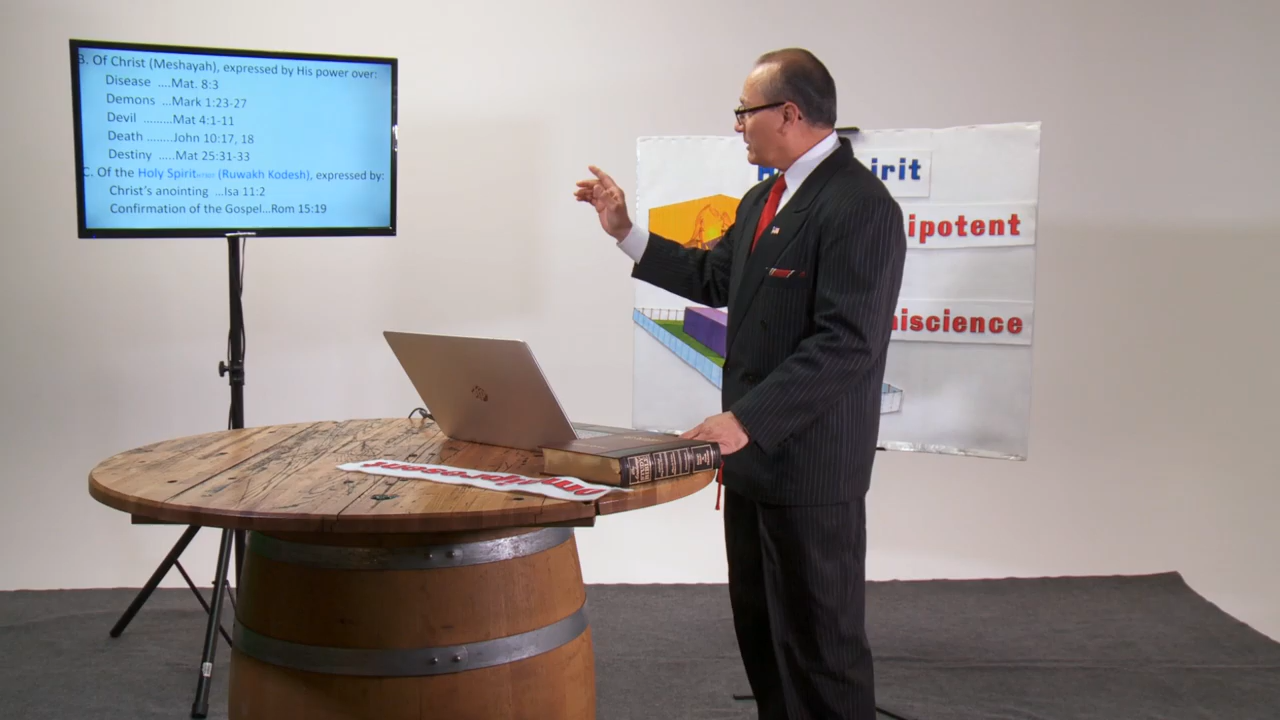 B. Of Christ (Meshayah), expressed by His power over:
Disease ....Mat. 8:3
Demons ...Mark 1:23-27
Devil .........Mat 4:1-11
Death ........John 10:17, 18
Destiny .....Mat 25:31-33
C. Of the Holy Spirit (Ruwakh Kodesh), expressed by:
Christ's anointing ...Isa 11:2
Confirmation of the Gospel...Rom 15:19
H irit
ipotent
niscience
omnipresent
hp